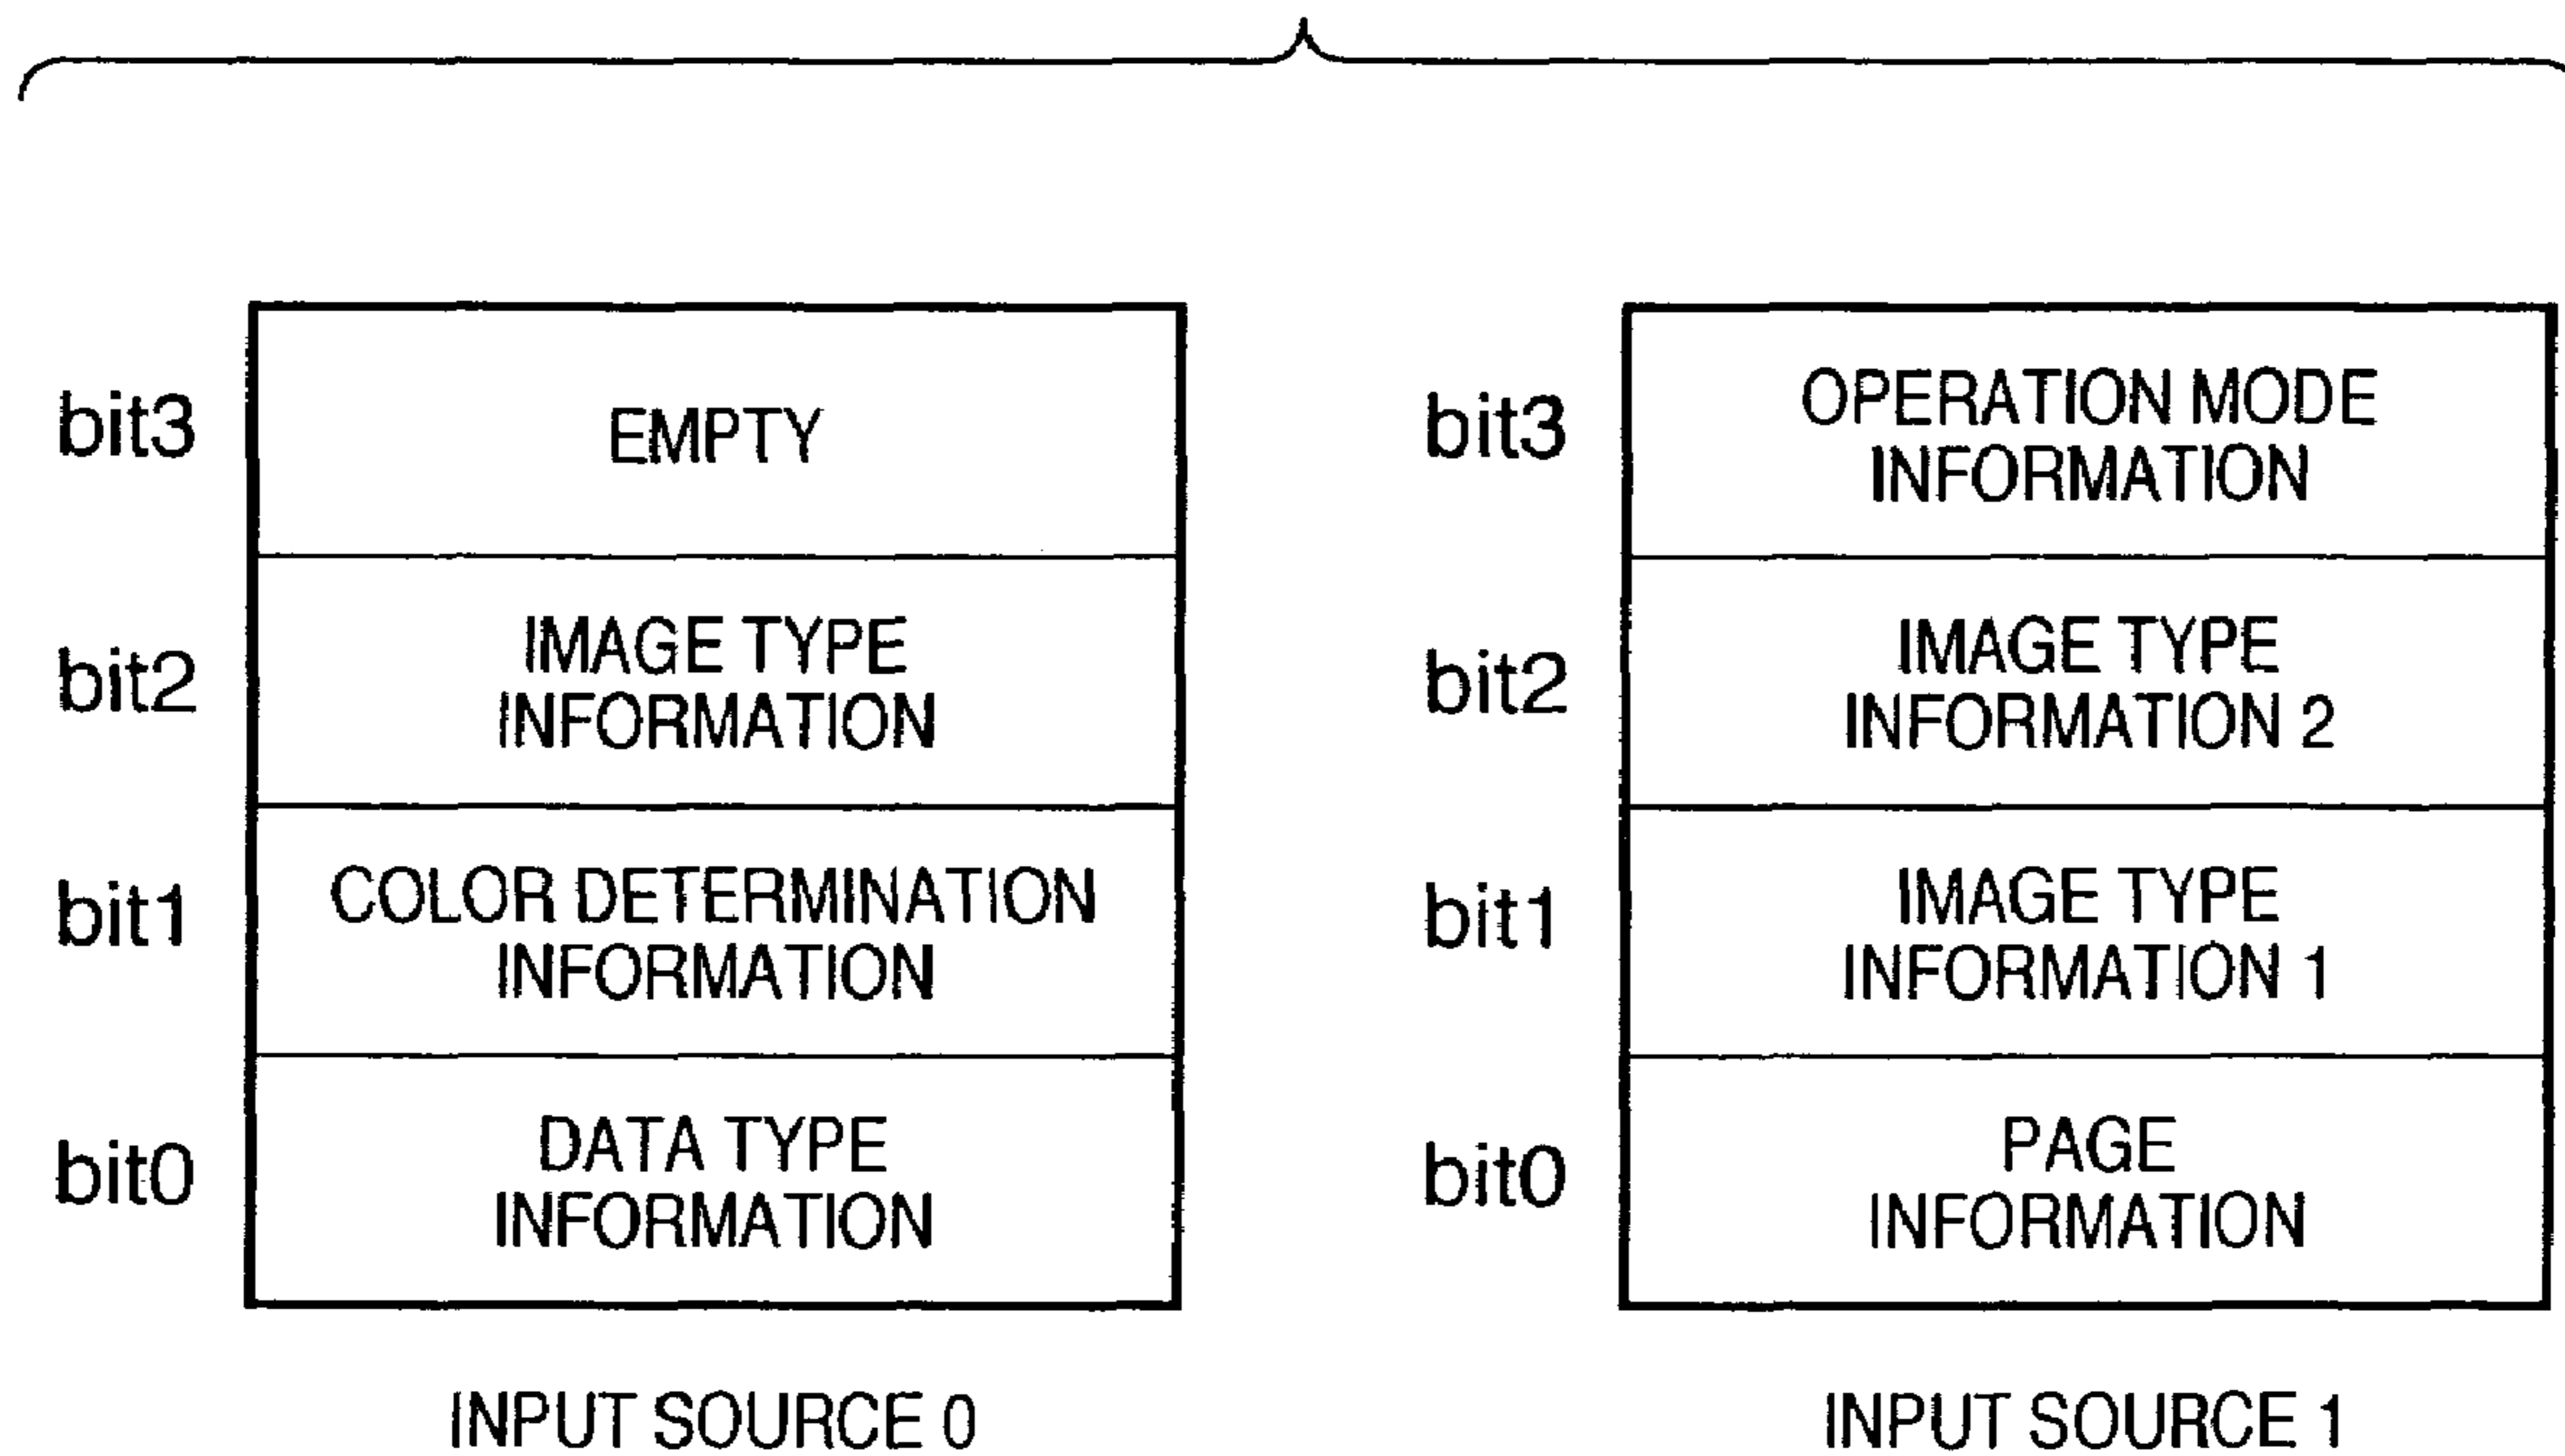 bit3
EMPTY
bit2
IMAGE TYPE
INFORMATION
bit1
COLOR DETERMINATION
INFORMATION
bit0
DATA TYPE
INFORMATION
INPUT SOURCE 0
bit3
OPERATION MODE
INFORMATION
bit2
IMAGE TYPE
INFORMATION 2
bit1
IMAGE TYPE
INFORMATION 1
bit0
PAGE
INFORMATION
INPUT SOURCE 1